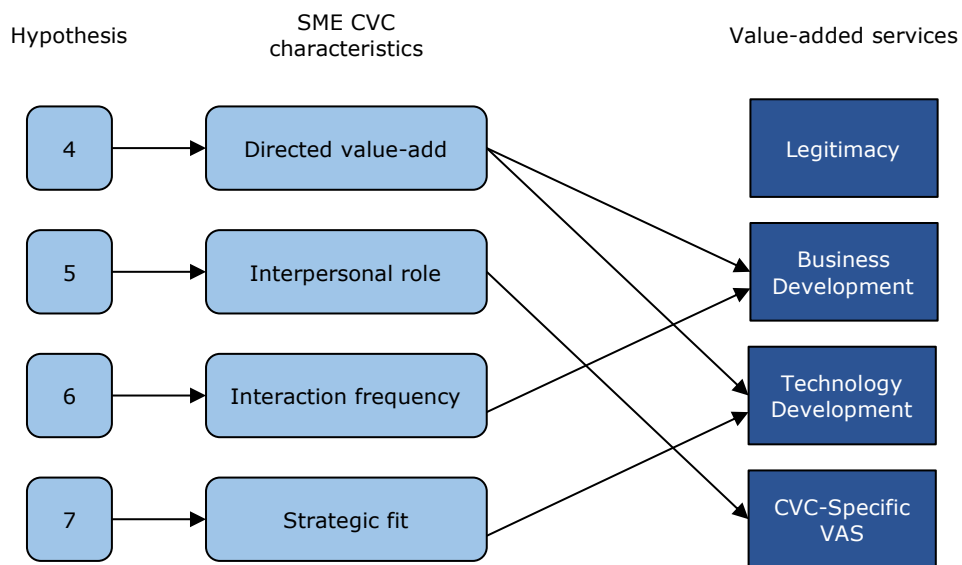 Hypothesis
SME CVC
characteristics
Value-added services
4
Directed value-add
Legitimacy
5
Interpersonal role
Business
Development
6
Interaction frequency
Technology
Development
7
Strategic fit
CVC-Specific
VAS